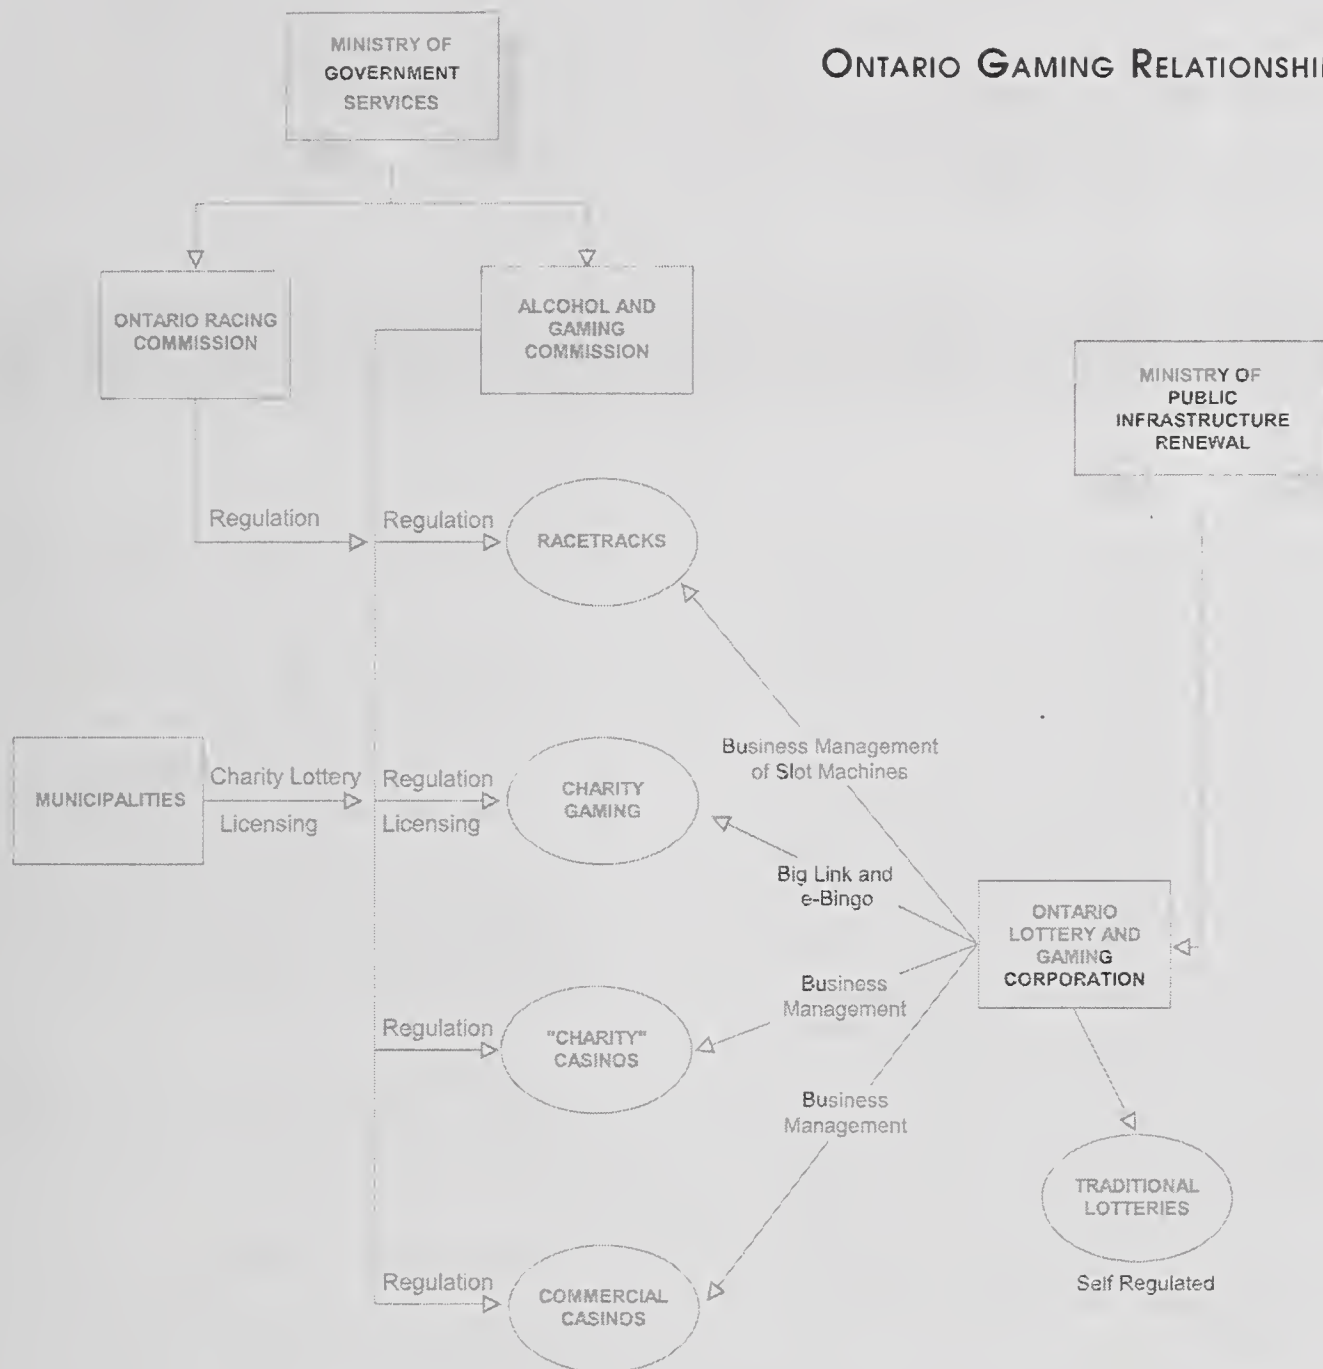 MINISTRY OF
GOVERNMENT
SERVICES
ONTARIO GAMING RELATIONSHI
ONTARIO RACING
COMMISSION
ALCOHOL AND
GAMING
COMMISSION
MINISTRY OF
PUBLIC
INFRASTRUCTURE
RENEWAL
Regulation
Regulation
RACETRACKS
Business Management
of Slot Machines
MUNICIPALITIES
Charity Lottery
Licensing
Regulation
Licensing
CHARITY
GAMING
Big Link and
e-Bingo
ONTARIO
LOTTERY AND
GAMING
CORPORATION
Business
Management
Regulation
"CHARITY"
CASINOS
Business
Management
TRADITIONAL
LOTTERIES
Self Regulated
Regulation
COMMERCIAL
CASINOS